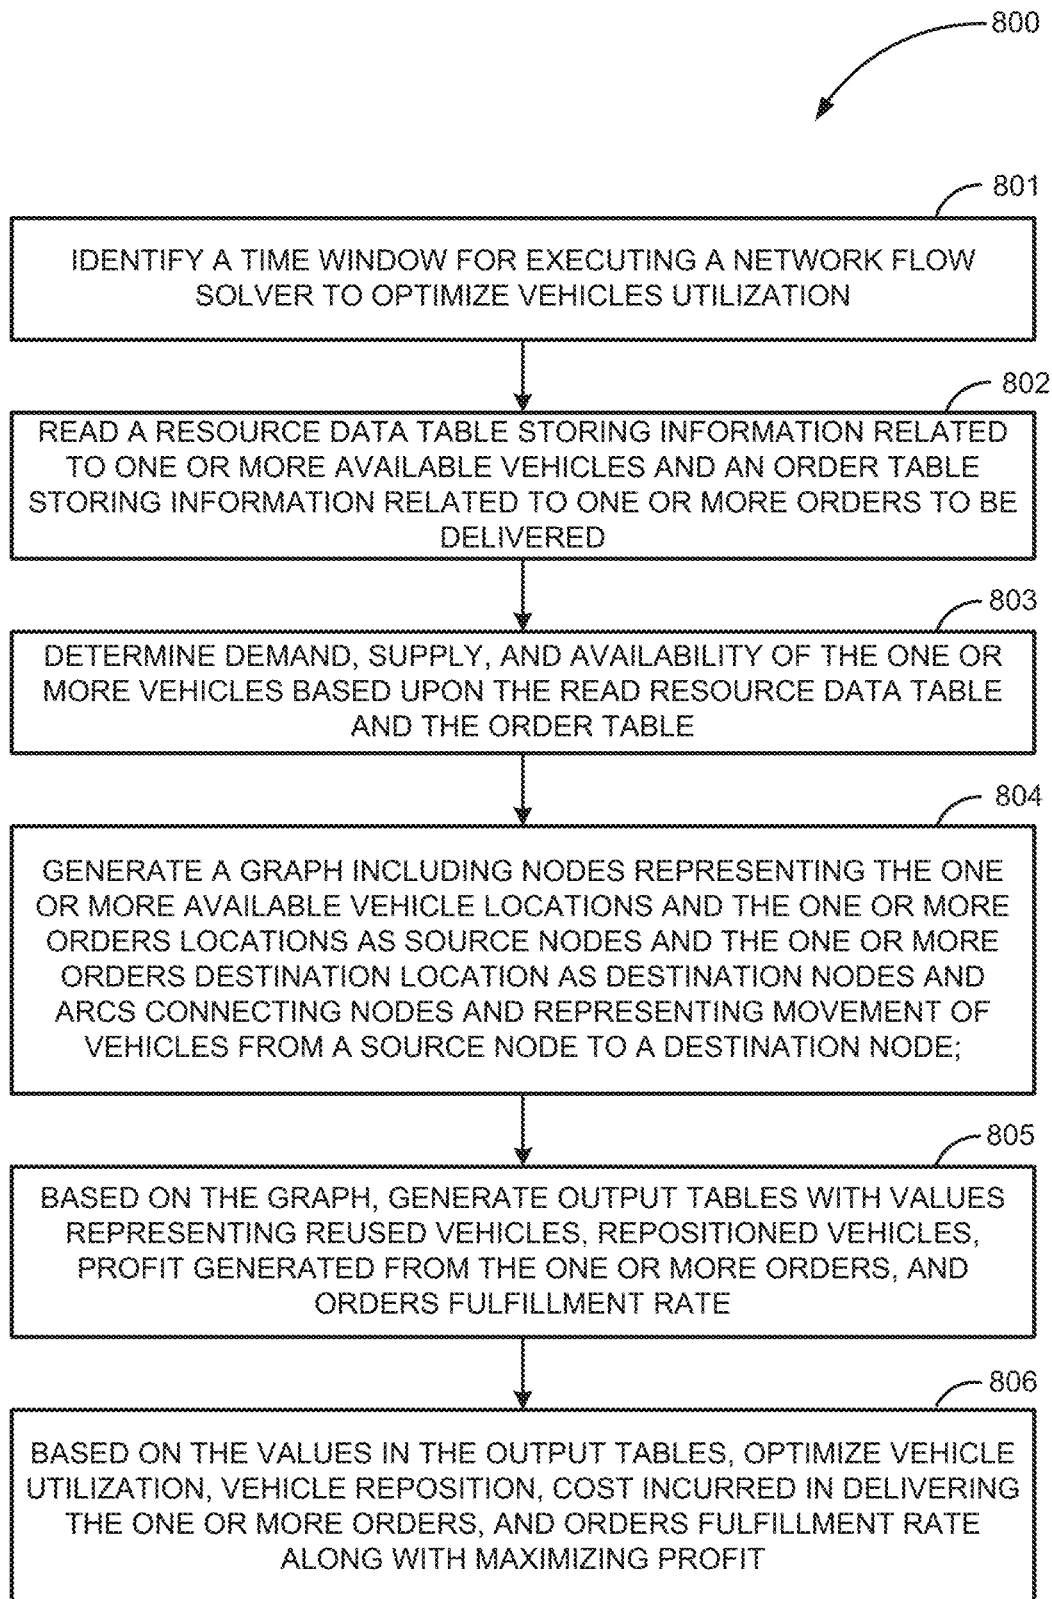 800
801
IDENTIFY A TIME WINDOW FOR EXECUTING A NETWORK FLOW
SOLVER TO OPTIMIZE VEHICLES UTILIZATION
802
READ A RESOURCE DATA TABLE STORING INFORMATION RELATED
TO ONE OR MORE AVAILABLE VEHICLES AND AN ORDER TABLE
STORING INFORMATION RELATED TO ONE OR MORE ORDERS TO BE
DELIVERED
803
DETERMINE DEMAND, SUPPLY, AND AVAILABILITY OF THE ONE OR
MORE VEHICLES BASED UPON THE READ RESOURCE DATA TABLE
AND THE ORDER TABLE
804
GENERATE A GRAPH INCLUDING NODES REPRESENTING THE ONE
OR MORE AVAILABLE VEHICLE LOCATIONS AND THE ONE OR MORE
ORDERS LOCATIONS AS SOURCE NODES AND THE ONE OR MORE
ORDERS DESTINATION LOCATION AS DESTINATION NODES AND
ARCS CONNECTING NODES AND REPRESENTING MOVEMENT OF
VEHICLES FROM A SOURCE NODE TO A DESTINATION NODE;
805
BASED ON THE GRAPH, GENERATE OUTPUT TABLES WITH VALUES
REPRESENTING REUSED VEHICLES, REPOSITIONED VEHICLES,
PROFIT GENERATED FROM THE ONE OR MORE ORDERS, AND
ORDERS FULFILLMENT RATE
806
BASED ON THE VALUES IN THE OUTPUT TABLES, OPTIMIZE VEHICLE
UTILIZATION, VEHICLE REPOSITION, COST INCURRED IN DELIVERING
THE ONE OR MORE ORDERS, AND ORDERS FULFILLMENT RATE
ALONG WITH MAXIMIZING PROFIT